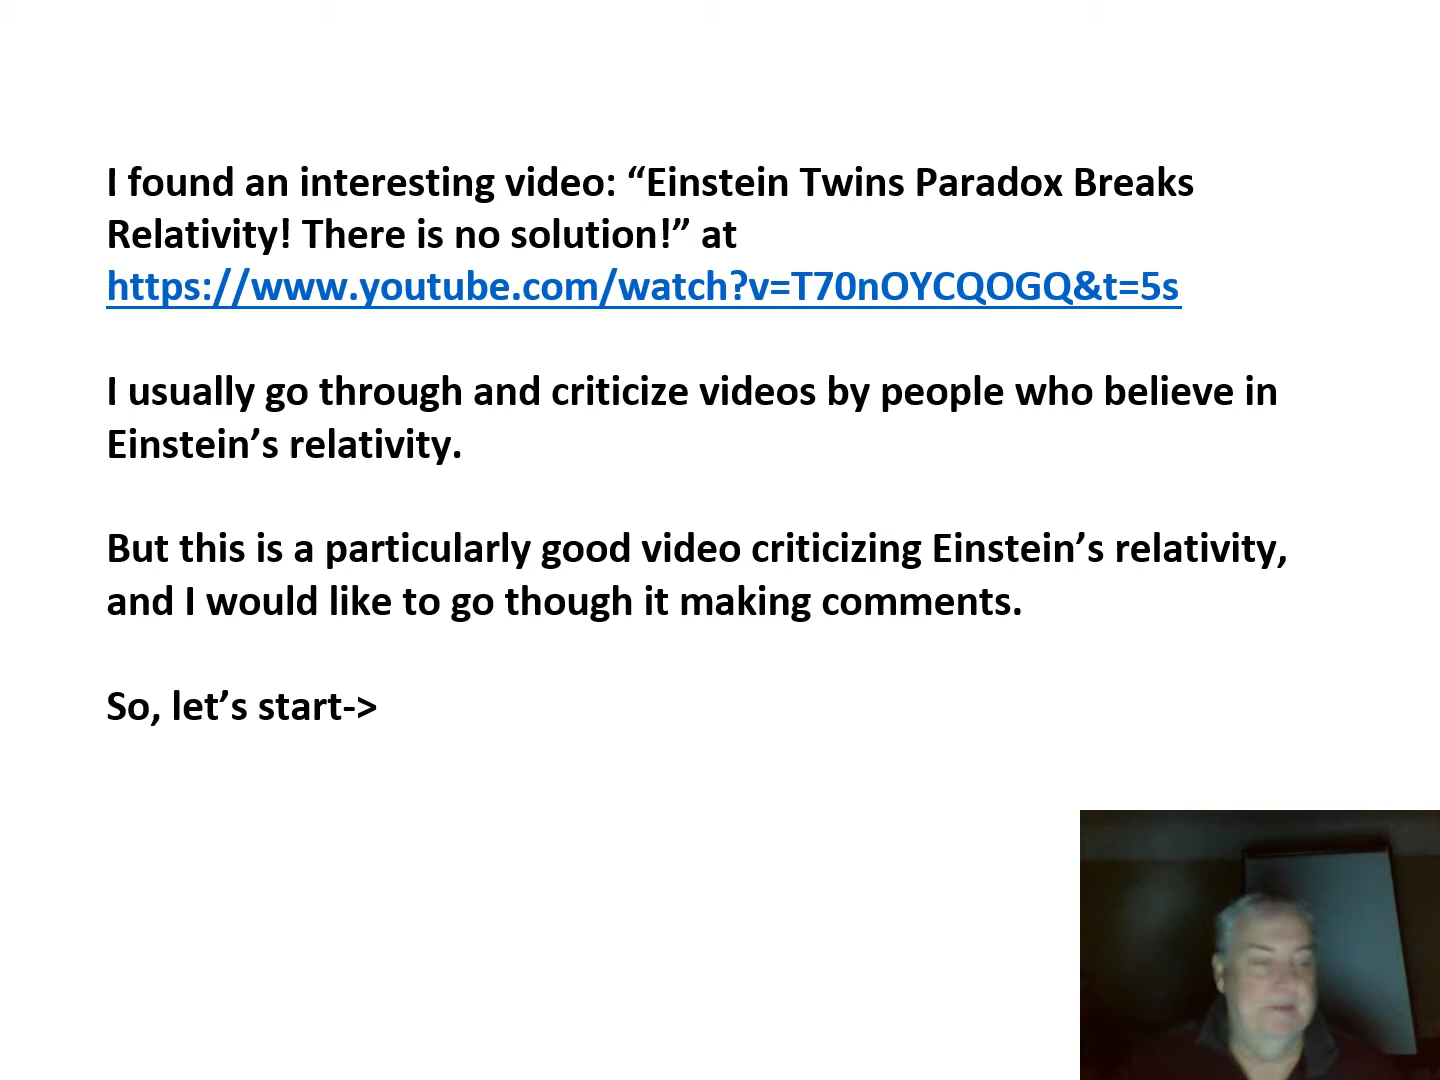 I found an interesting video: “Einstein Twins Paradox Breaks
Relativity! There is no solution!” at
https://www.youtube.com/watch?v=T70nOYCQOGQ&t=5s
I usually go through and criticize videos by people who believe in
Einstein’s relativity.
But this is a particularly good video criticizing Einstein’s relativity,
and I would like to go though it making comments.
So, let’s start->